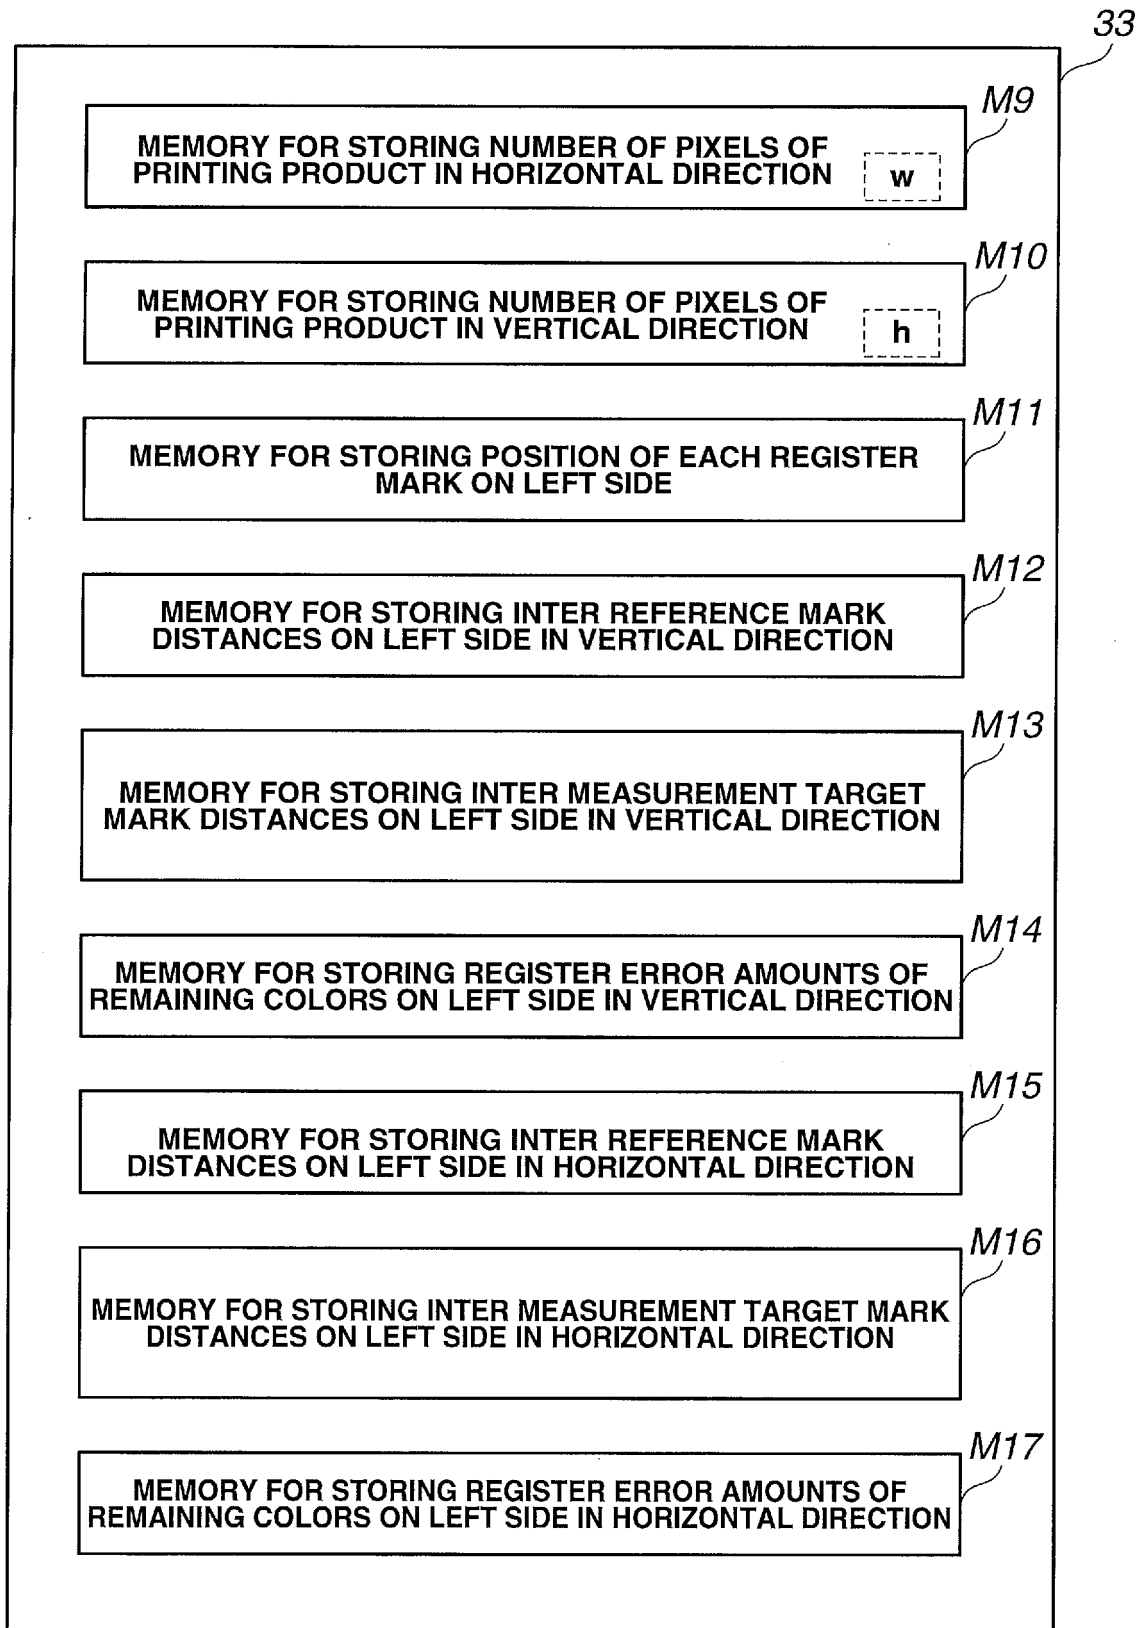 33
M9
MEMORY FOR STORING NUMBER OF PIXELS OF
PRINTING PRODUCT IN HORIZONTAL DIRECTION
w
M10
MEMORY FOR STORING NUMBER OF PIXELS OF
PRINTING PRODUCT IN VERTICAL DIRECTION
h
M11
MEMORY FOR STORING POSITION OF EACH REGISTER
MARK ON LEFT SIDE
M12
MEMORY FOR STORING INTER REFERENCE MARK
DISTANCES ON LEFT SIDE IN VERTICAL DIRECTION
M13
MEMORY FOR STORING INTER MEASUREMENT TARGET
MARK DISTANCES ON LEFT SIDE IN VERTICAL DIRECTION
M14
MEMORY FOR STORING REGISTER ERROR AMOUNTS OF
REMAINING COLORS ON LEFT SIDE IN VERTICAL DIRECTION
M15
MEMORY FOR STORING INTER REFERENCE MARK
DISTANCES ON LEFT SIDE IN HORIZONTAL DIRECTION
M16
MEMORY FOR STORING INTER MEASUREMENT TARGET MARK
DISTANCES ON LEFT SIDE IN HORIZONTAL DIRECTION
M17
MEMORY FOR STORING REGISTER ERROR AMOUNTS OF
REMAINING COLORS ON LEFT SIDE IN HORIZONTAL DIRECTION